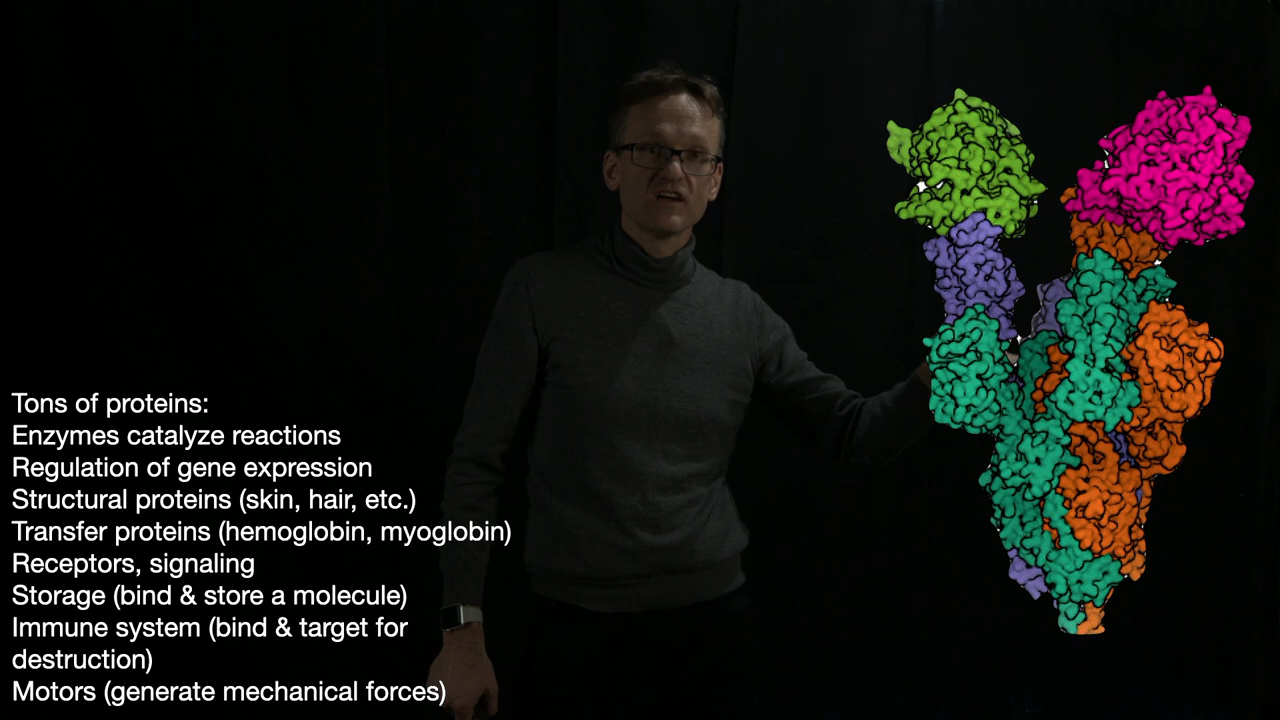 Tons of proteins:
Enzymes catalyze reactions
Regulation of gene expression
Structural proteins (skin, hair, etc.)
Transfer proteins (hemoglobin, myoglobin)
Receptors, signaling
Storage (bind & store a molecule)
Immune system (bind & target for
destruction)
Motors (generate mechanical forces)